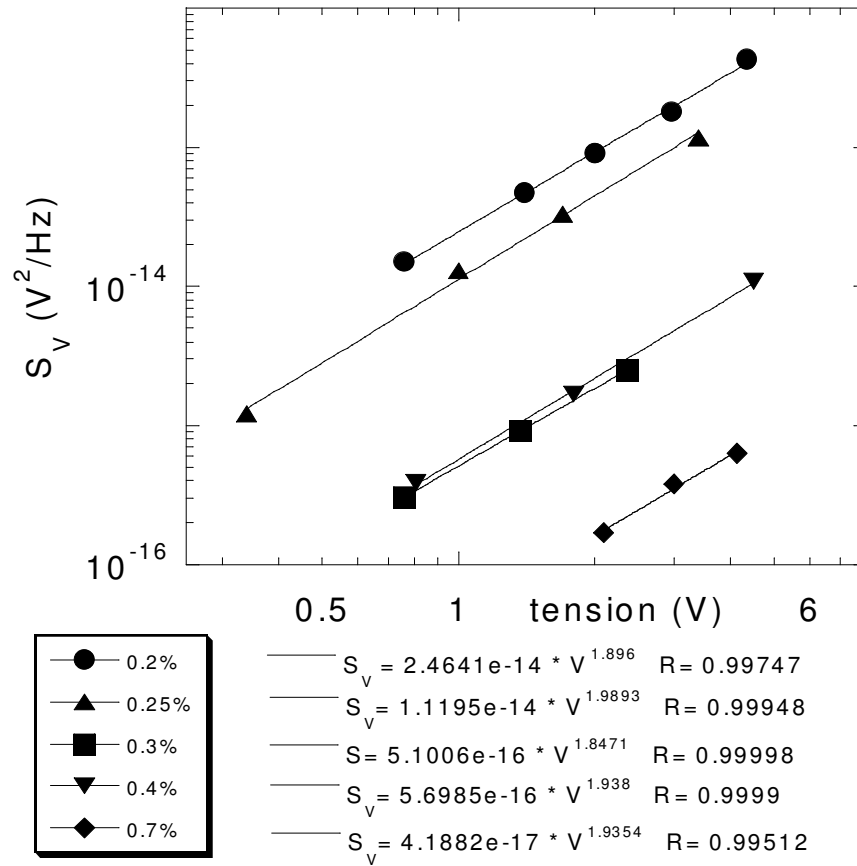 S_V (V^2/Hz)
10^-14
10^-16
0.5 1 tension (V) 6
0.2%
0.25%
0.3%
0.4%
0.7%
S_V = 2.4641e-14 * V^1.896 R= 0.99747
S_V= 1.1195e-14 * V^1.9893 R= 0.99948
S= 5.1006e-16 * V^1.8471 R= 0.99998
S_V= 5.6985e-16 * V^1.938 R= 0.9999
S_V= 4.1882e-17 * V^1.9354 R= 0.99512